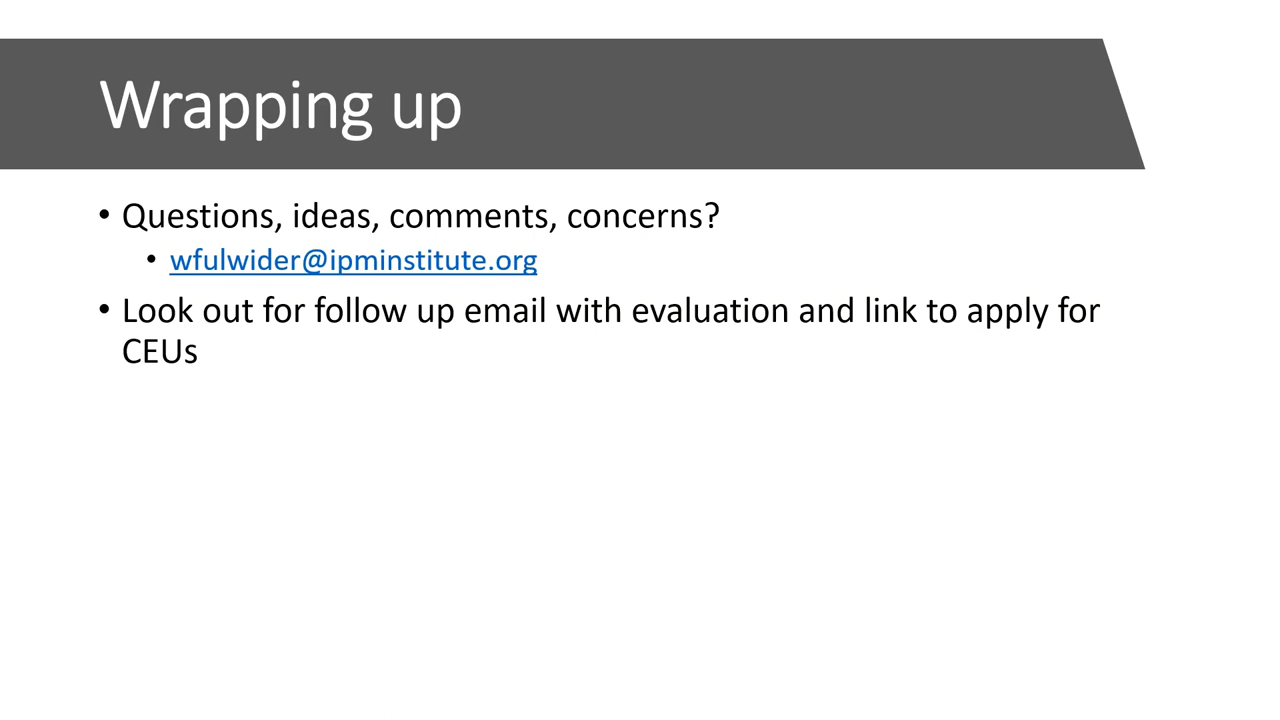 Wrapping up
• Questions, ideas, comments, concerns?
• wfulwider@ipminstitute.org
• Look out for follow up email with evaluation and link to apply for
CEUs